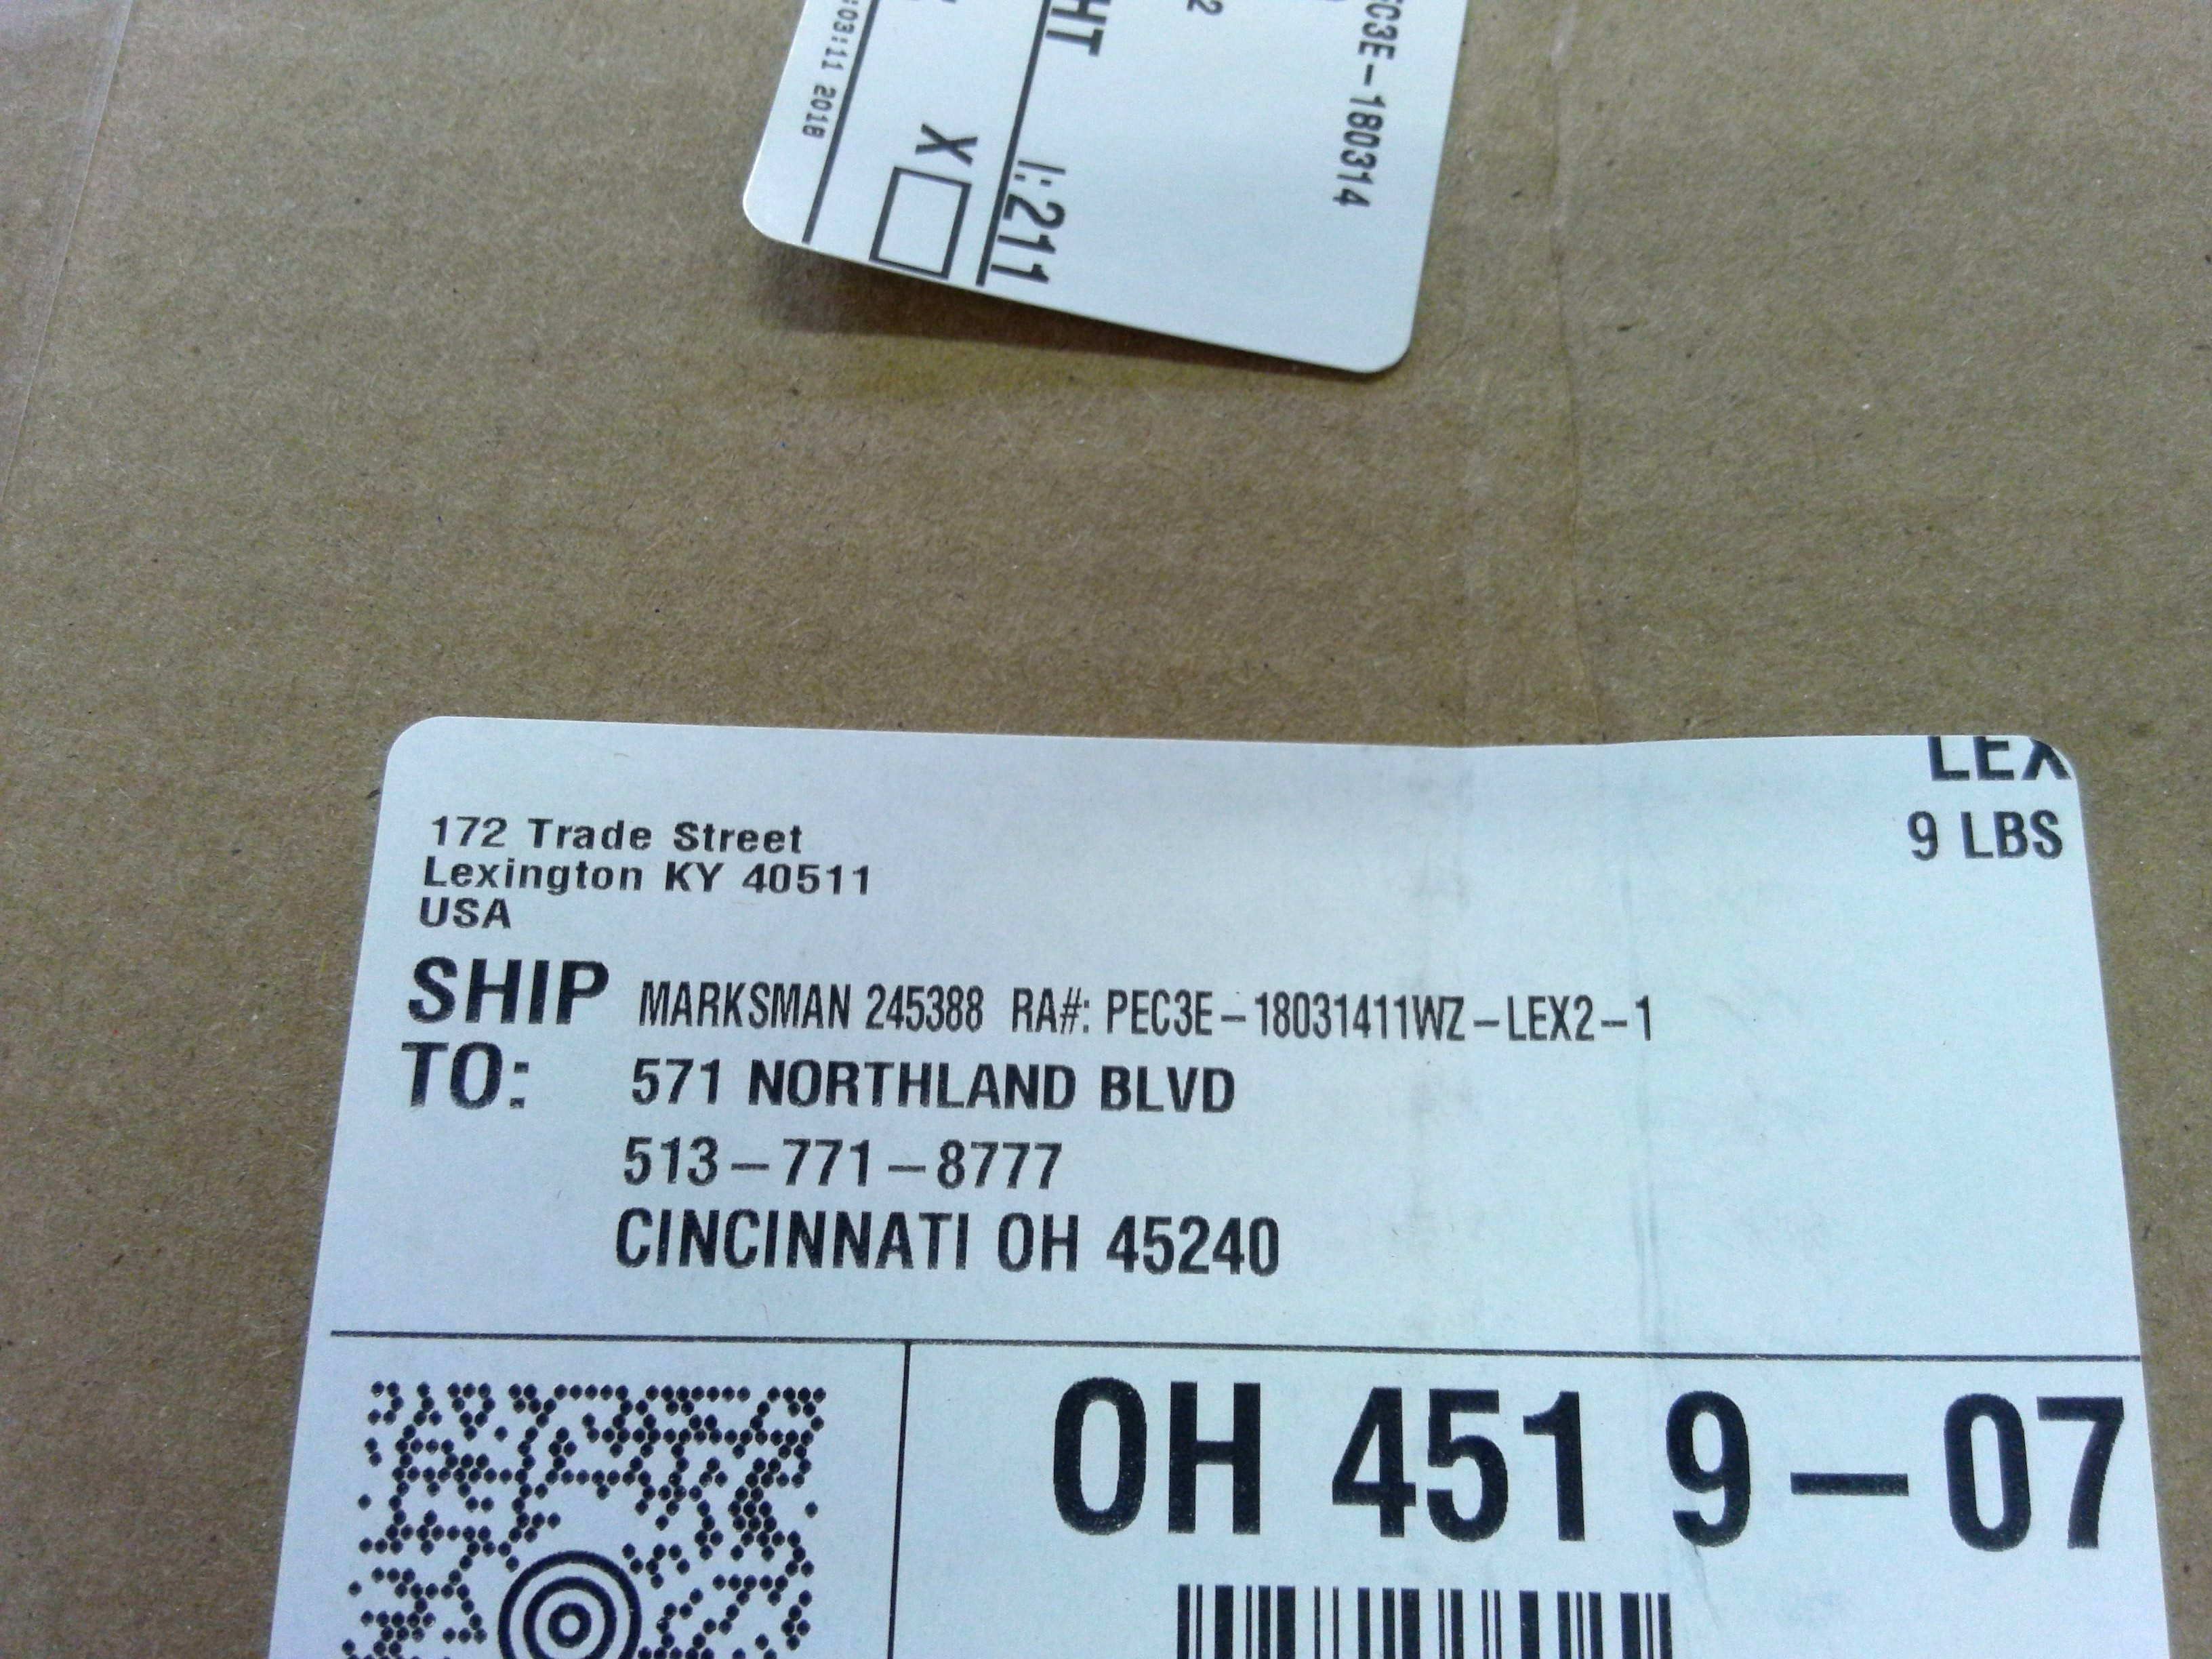 C3E-180314
2
HT I:211
X
:03:11 2018
LEX
9 LBS
172 Trade Street
Lexington KY 40511
USA
SHIP TO:
MARKSMAN 245388 RA#: PEC3E-18031411WZ-LEX2-1
571 NORTHLAND BLVD
513-771-8777
CINCINNATI OH 45240
OH 451 9-07